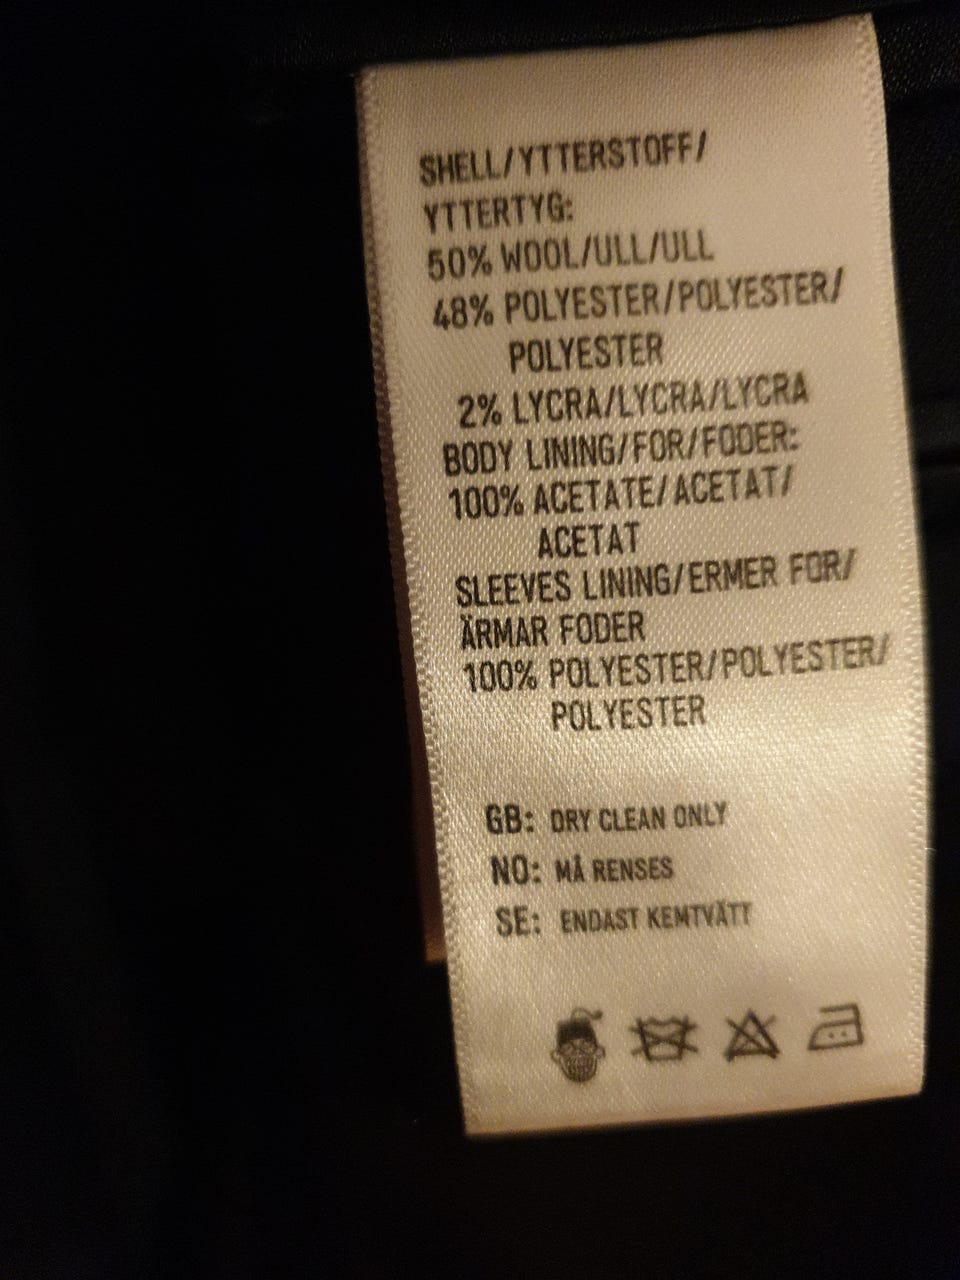 SHELL/YTTERSTOFF/
YTTERTYG:
50% WOOL/ULL/ULL
48% POLYESTER/POLYESTER/
POLYESTER
2% LYCRA/LYCRA/LYCRA
BODY LINING/FOR/FODER:
100% ACETATE/ACETAT/
ACETAT
SLEEVES LINING/ERMER FOR/
ÄRMAR FODER
100% POLYESTER/POLYESTER/
POLYESTER
GB: DRY CLEAN ONLY
NO: MÅ RENSES
SE: ENDAST KEMTVÄTT